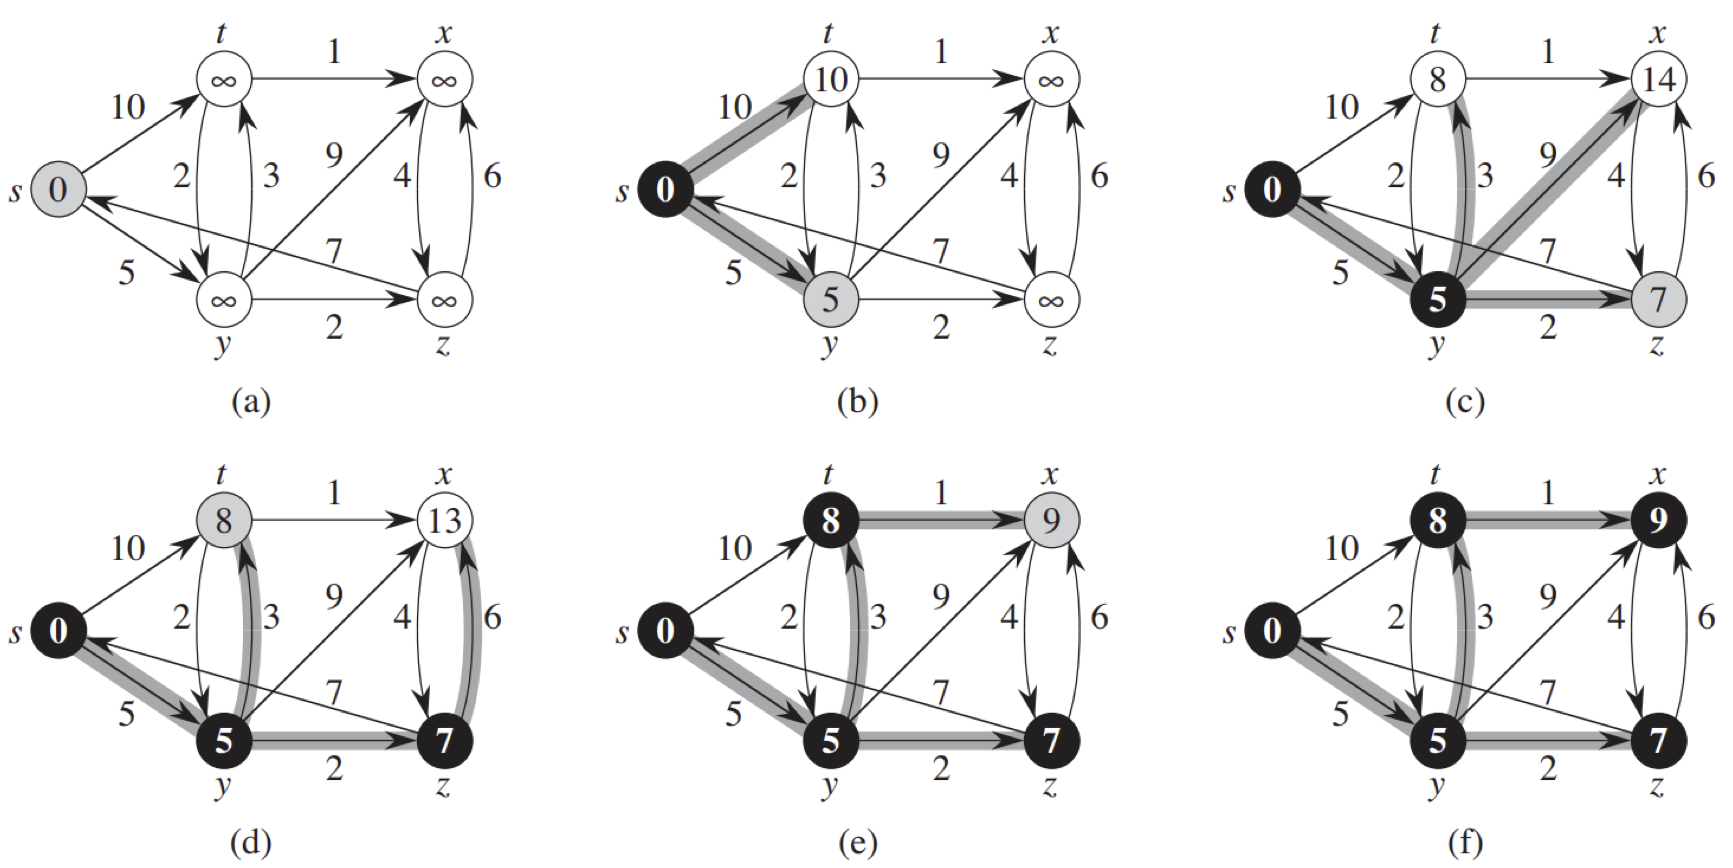 t x t x t x
1 1 1
∞ ∞ 10 ∞ 8 14
10 10 10
9 9 9
s 0 2 3 4 6 s 0 2 3 4 6 s 0 2 3 4 6
7 7 7
5 5 5
∞ ∞ 5 ∞ 5 7
2 2 2
y z y z y z
(a) (b) (c)
t x t x t x
1 1 1
8 13 8 9 8 9
10 10 10
9 9 9
s 0 2 3 4 6 s 0 2 3 4 6 s 0 2 3 4 6
7 7 7
5 5 5
5 7 5 7 5 7
2 2 2
y z y z y z
(d) (e) (f)